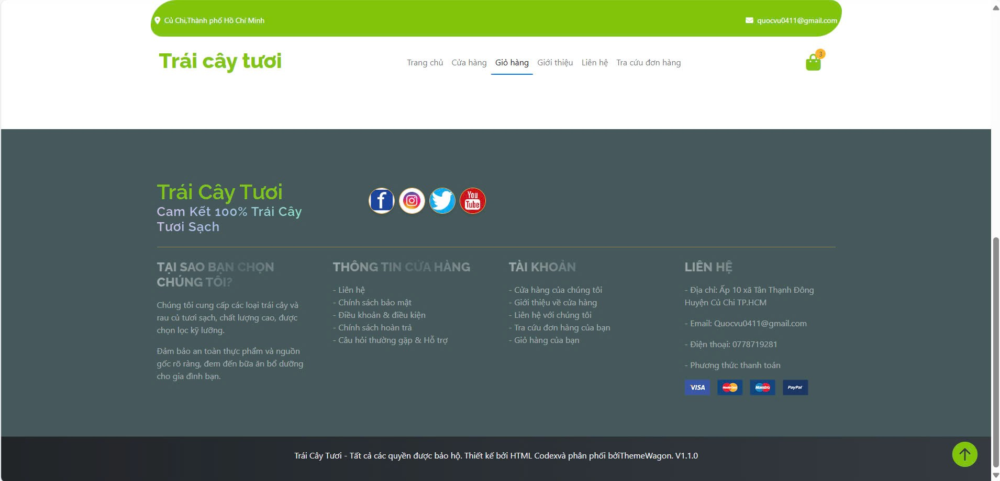 Củ Chi,Thành phố Hồ Chí Minh
quocvu0411@gmail.com
Trái cây tươi
Trang chủ
Cửa hàng
Giỏ hàng
Giới thiệu
Liên hệ
Tra cứu đơn hàng
3
Trái Cây Tươi
Cam Kết 100% Trái Cây
Tươi Sạch
f
You
Tube
TẠI SAO BẠN CHỌN
CHÚNG TÔI?
Chúng tôi cung cấp các loại trái cây và
rau củ tươi sạch, chất lượng cao, được
chọn lọc kỹ lưỡng.
Đảm bảo an toàn thực phẩm và nguồn
gốc rõ ràng, đem đến bữa ăn bổ dưỡng
cho gia đình bạn.
THÔNG TIN CỬA HÀNG
- Liên hệ
- Chính sách bảo mật
- Điều khoản & điều kiện
- Chính sách hoàn trả
- Câu hỏi thường gặp & Hỗ trợ
TÀI KHOẢN
- Cửa hàng của chúng tôi
- Giới thiệu về cửa hàng
- Liên hệ với chúng tôi
- Tra cứu đơn hàng của bạn
- Giỏ hàng của bạn
LIÊN HỆ
- Địa chỉ: Ấp 10 xã Tân Thạnh Đông
Huyện Củ Chi TP.HCM
- Email: Quocvu0411@gmail.com
- Điện thoại: 0778719281
- Phương thức thanh toán
VISA
MasterCard
Maestro
PayPal
Trái Cây Tươi - Tất cả các quyền được bảo hộ. Thiết kế bởi HTML Codexvà phân phối bởiThemeWagon. V1.1.0